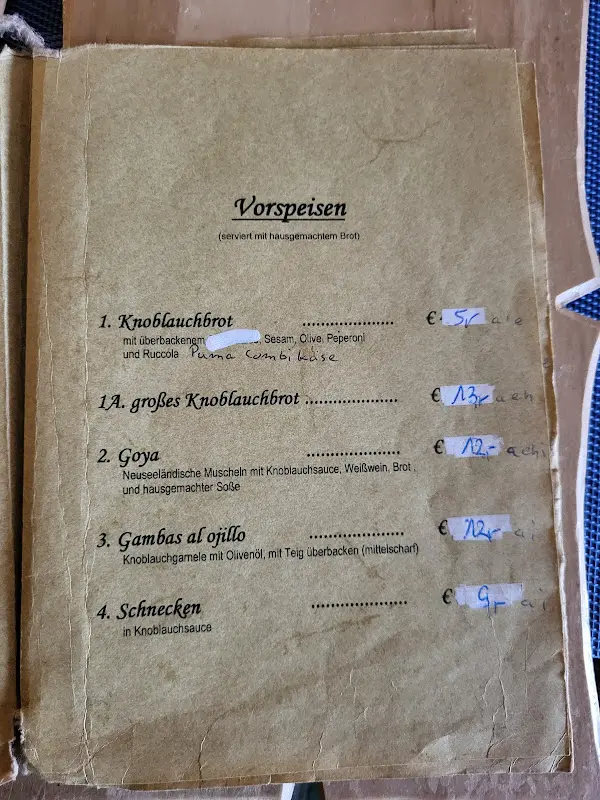 Vorspeisen
(serviert mit hausgemachtem Brot)
1. Knoblauchbrot .................... € 5,-
mit überbackenem , Sesam, Olive, Peperoni
und Ruccola Puma Combikäse
1A. großes Knoblauchbrot .................... € 13,-
2. Goya .................... € 12,-
Neuseeländische Muscheln mit Knoblauchsauce, Weißwein, Brot ,
und hausgemachter Soße
3. Gambas al ojillo .................... € 12,-
Knoblauchgarnele mit Olivenöl, mit Teig überbacken (mittelscharf)
4. Schnecken .................... € 9,-
in Knoblauchsauce